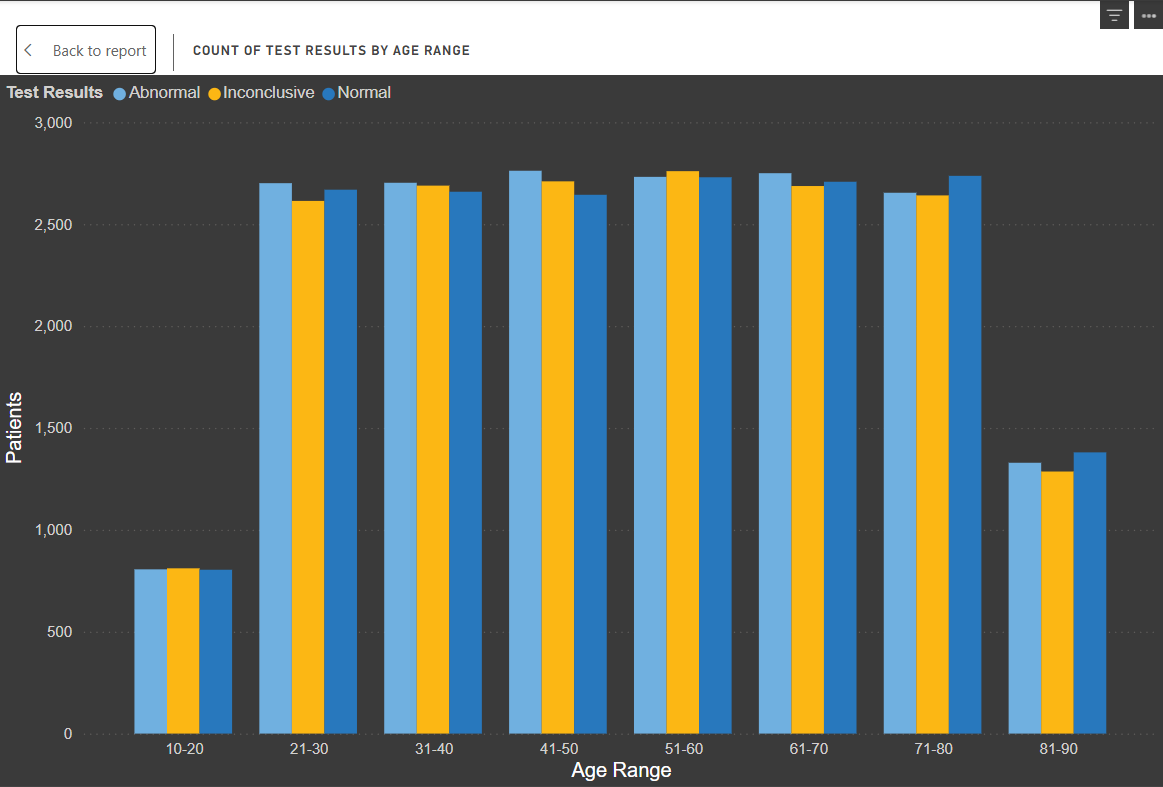 Back to report
COUNT OF TEST RESULTS BY AGE RANGE
Test Results Abnormal Inconclusive Normal
3,000
2,500
2,000
1,500
1,000
500
0
Patients
10-20 21-30 31-40 41-50 51-60 61-70 71-80 81-90
Age Range